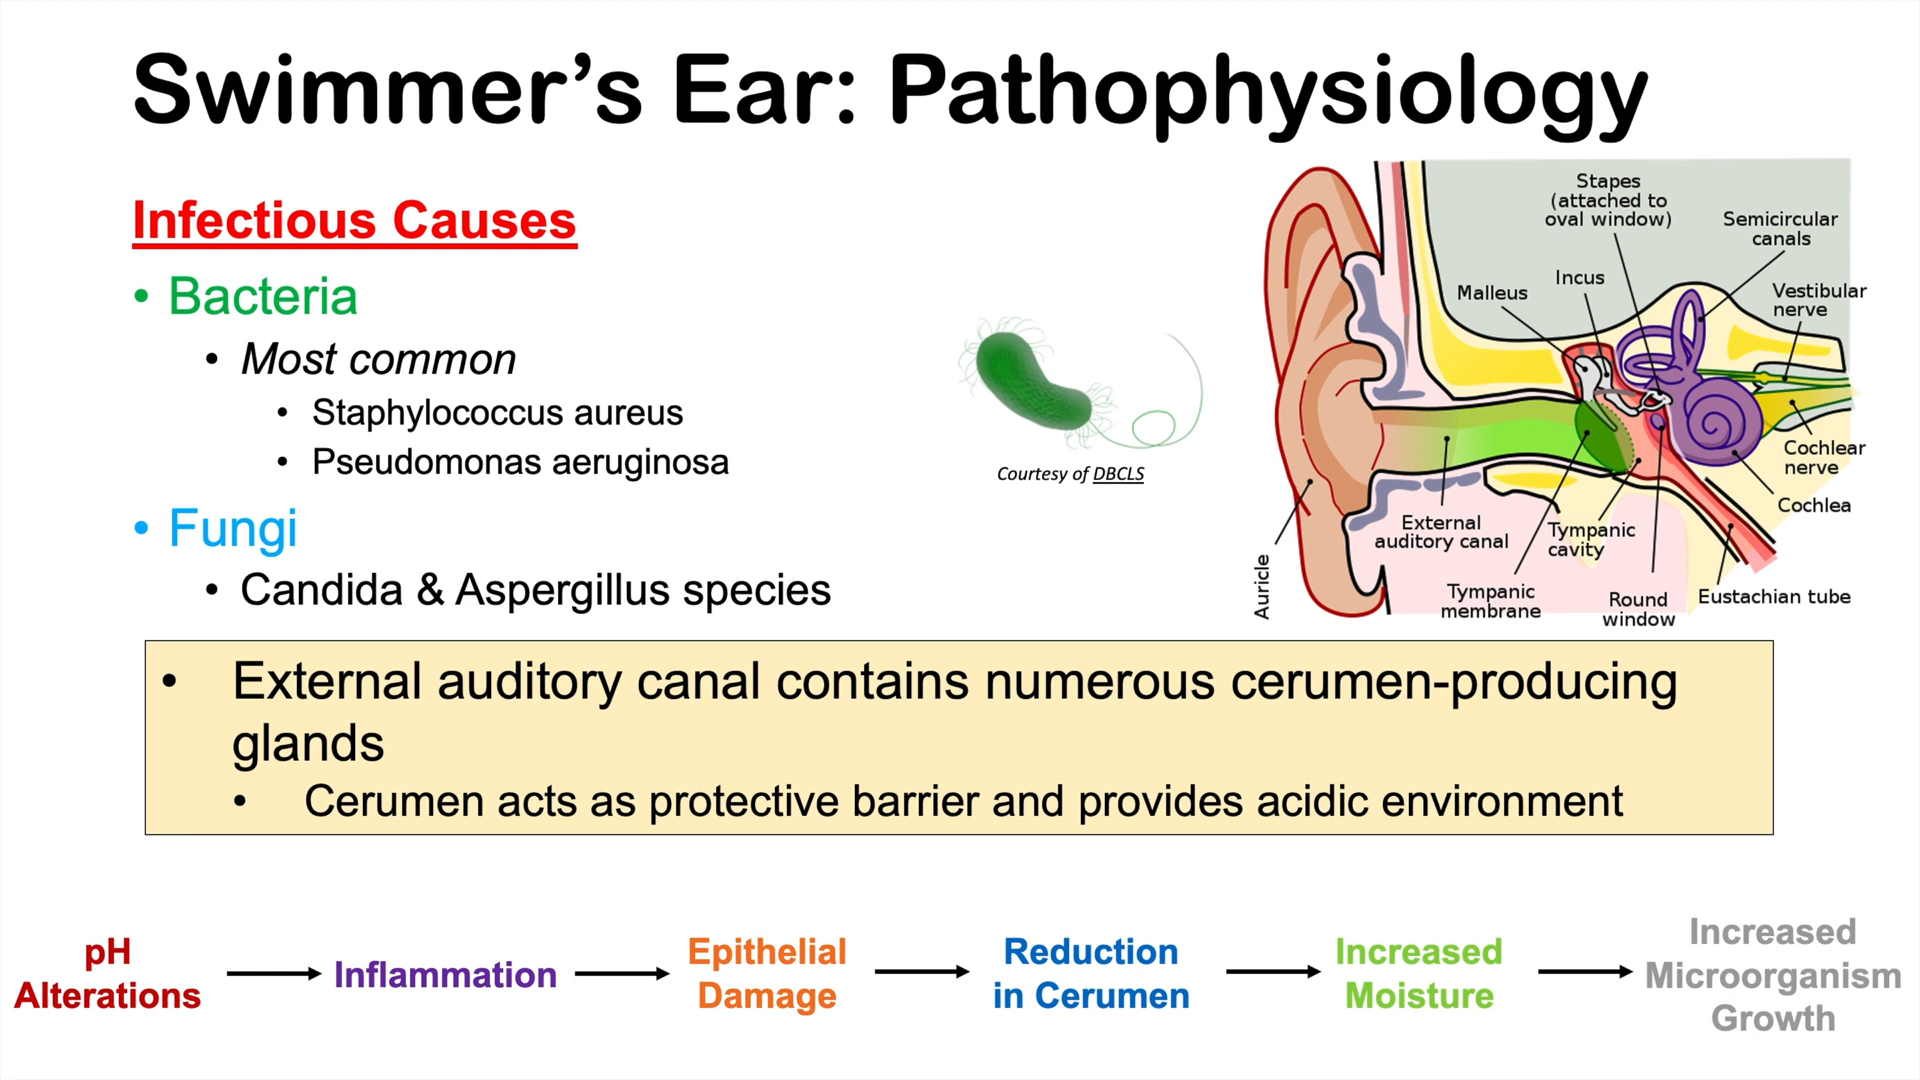 Swimmer's Ear: Pathophysiology
Infectious Causes
• Bacteria
• Most common
• Staphylococcus aureus
• Pseudomonas aeruginosa
• Fungi
• Candida & Aspergillus species
Courtesy of DBCLS
Stapes
(attached to
oval window)
Semicircular
canals
Malleus
Incus
Vestibular
nerve
Cochlear
nerve
Cochlea
External
auditory canal
Tympanic
cavity
Auricle
Tympanic
membrane
Round
window
Eustachian tube
• External auditory canal contains numerous cerumen-producing
glands
• Cerumen acts as protective barrier and provides acidic environment
pH
Alterations
Inflammation
Epithelial
Damage
Reduction
in Cerumen
Increased
Moisture
Increased
Microorganism
Growth